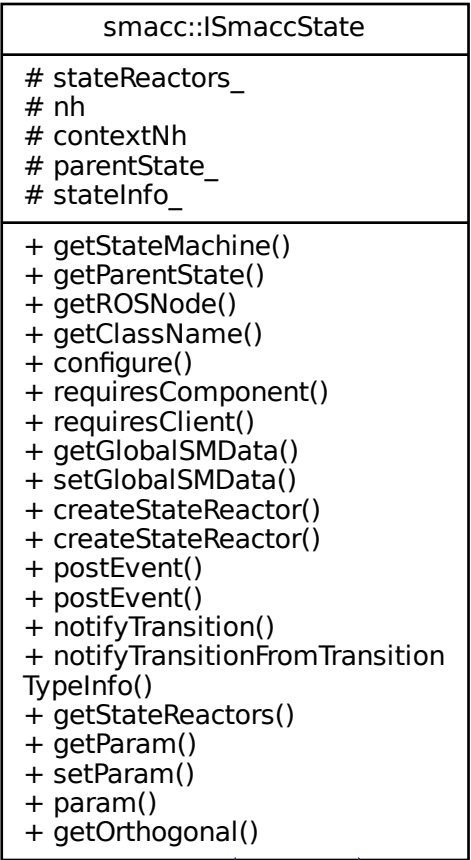 smacc::ISmaccState
# stateReactors_
# nh
# contextNh
# parentState_
# stateInfo_
+ getStateMachine()
+ getParentState()
+ getROSNode()
+ getClassName()
+ configure()
+ requiresComponent()
+ requiresClient()
+ getGlobalSMData()
+ setGlobalSMData()
+ createStateReactor()
+ createStateReactor()
+ postEvent()
+ postEvent()
+ notifyTransition()
+ notifyTransitionFromTransition
TypeInfo()
+ getStateReactors()
+ getParam()
+ setParam()
+ param()
+ getOrthogonal()